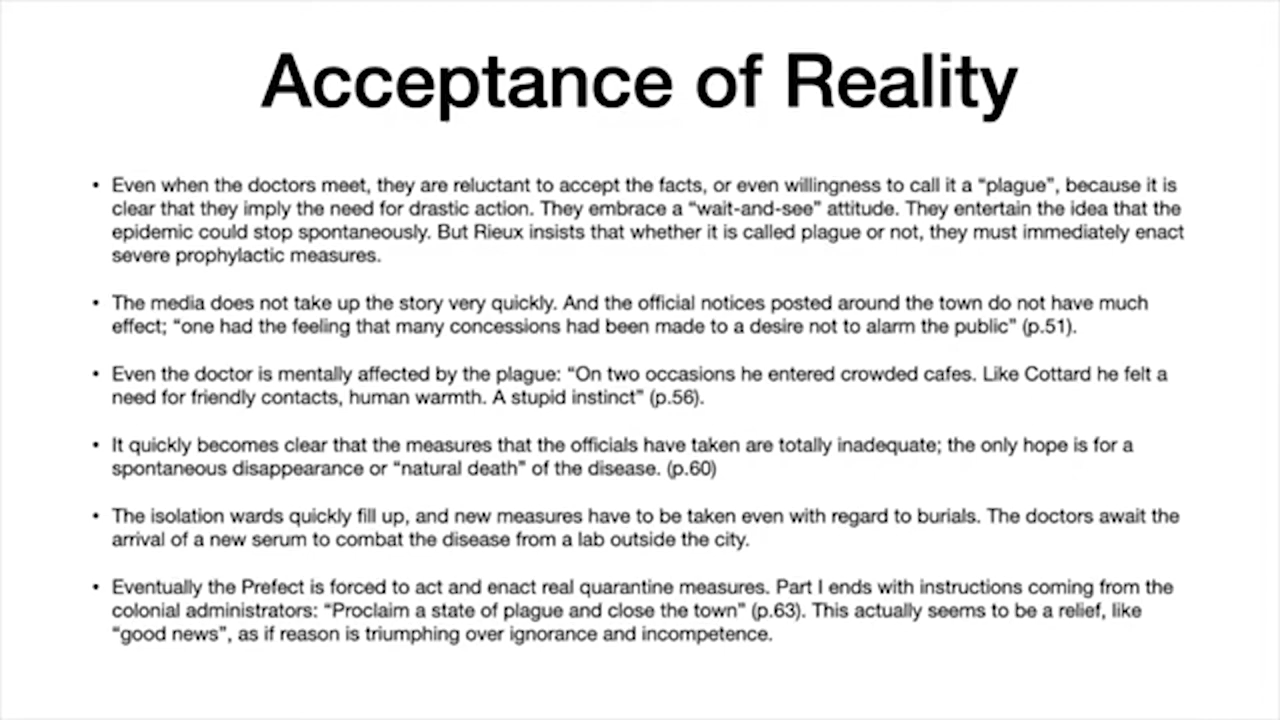 Acceptance of Reality
• Even when the doctors meet, they are reluctant to accept the facts, or even willingness to call it a “plague”, because it is
clear that they imply the need for drastic action. They embrace a “wait-and-see” attitude. They entertain the idea that the
epidemic could stop spontaneously. But Rieux insists that whether it is called plague or not, they must immediately enact
severe prophylactic measures.
• The media does not take up the story very quickly. And the official notices posted around the town do not have much
effect; “one had the feeling that many concessions had been made to a desire not to alarm the public” (p.51).
• Even the doctor is mentally affected by the plague: “On two occasions he entered crowded cafes. Like Cottard he felt a
need for friendly contacts, human warmth. A stupid instinct” (p.56).
• It quickly becomes clear that the measures that the officials have taken are totally inadequate; the only hope is for a
spontaneous disappearance or “natural death” of the disease. (p.60)
• The isolation wards quickly fill up, and new measures have to be taken even with regard to burials. The doctors await the
arrival of a new serum to combat the disease from a lab outside the city.
• Eventually the Prefect is forced to act and enact real quarantine measures. Part I ends with instructions coming from the
colonial administrators: “Proclaim a state of plague and close the town” (p.63). This actually seems to be a relief, like
“good news”, as if reason is triumphing over ignorance and incompetence.